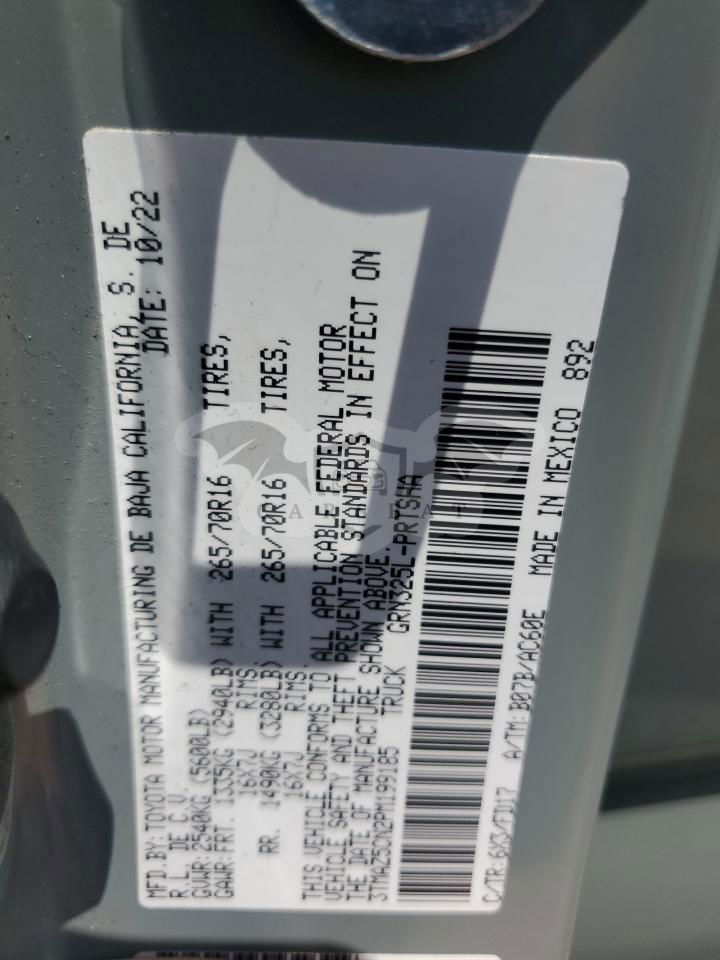 MFD.BY:TOYOTA MOTOR MANUFACTURING DE BAJA CALIFORNIA, S. DE
R.L. DE C.V. DATE: 10/22
GVWR:2540KG (5600LB)
GAWR:FRT. 1335KG (2940LB) WITH 265/70R16 TIRES,
16X7J RIMS,
RR. 1490KG (3280LB) WITH 265/70R16 TIRES,
16X7J RIMS.
THIS VEHICLE CONFORMS TO ALL APPLICABLE FEDERAL MOTOR
VEHICLE SAFETY AND THEFT PREVENTION STANDARDS IN EFFECT ON
THE DATE OF MANUFACTURE SHOWN ABOVE.
3TMAZ5CN2PM199185 TRUCK GRN325L-PRTSHA
C/TR:6X3/FD17 A/TM:B07B/AC60E MADE IN MEXICO 892
CARBAT